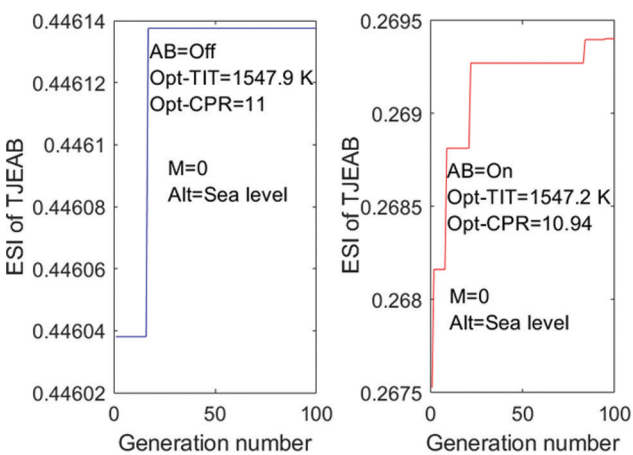 0.44614
0.44612
0.4461
0.44608
0.44606
0.44604
0.44602
ESI of TJEAB
AB=Off
Opt-TIT=1547.9 K
Opt-CPR=11
M=0
Alt=Sea level
0 50 100
Generation number
0.2695
0.269
0.2685
0.268
0.2675
ESI of TJEAB
AB=On
Opt-TIT=1547.2 K
Opt-CPR=10.94
M=0
Alt=Sea level
0 50 100
Generation number